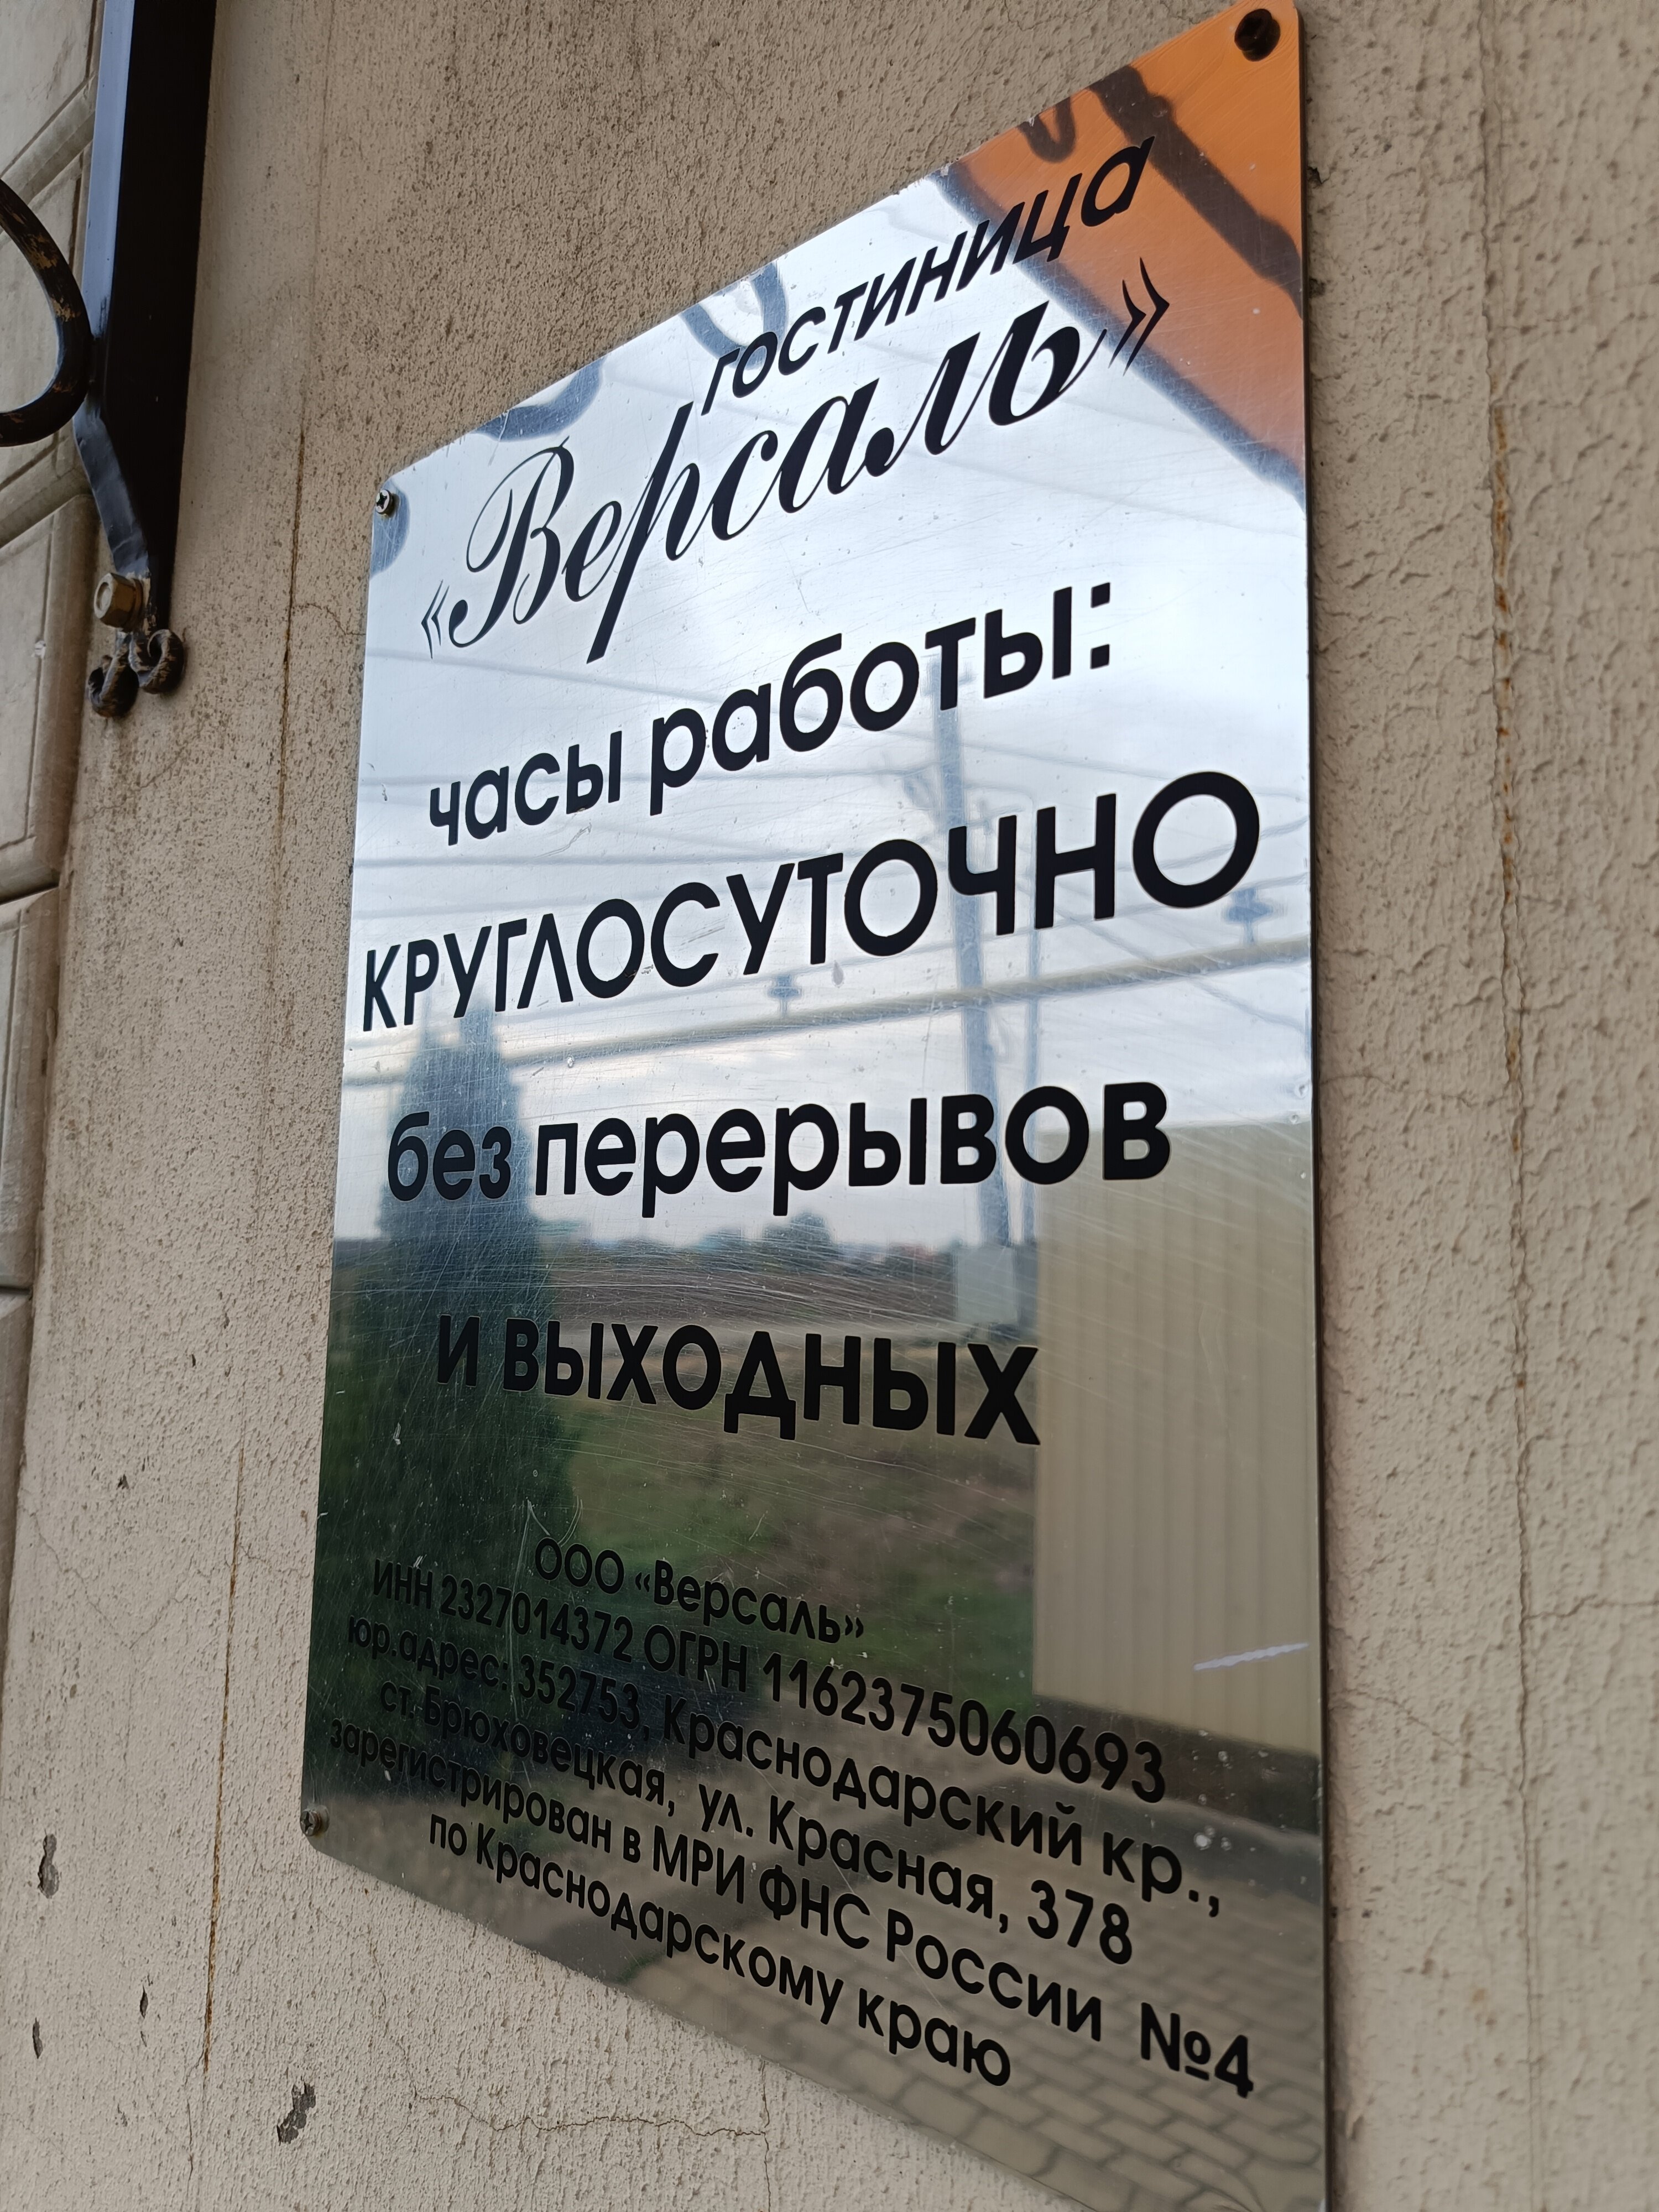 гостиница
«Версаль»
часы работы:
КРУГЛОСУТОЧНО
без перерывов
и выходных
ООО «Версаль»
ИНН 2327014372 ОГРН 1162375060693
юр.адрес: 352753, Краснодарский кр.,
ст. Брюховецкая, ул. Красная, 378
зарегистрирован в МРИ ФНС России №4
по Краснодарскому краю